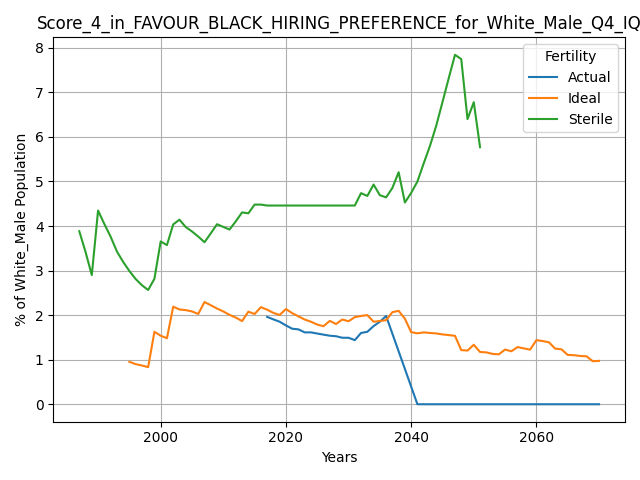 Score_4_in_FAVOUR_BLACK_HIRING_PREFERENCE_for_White_Male_Q4_IQ
8
7
6
5
4
3
2
1
0
% of White_Male Population
Fertility
Actual
Ideal
Sterile
2000 2020 2040 2060
Years